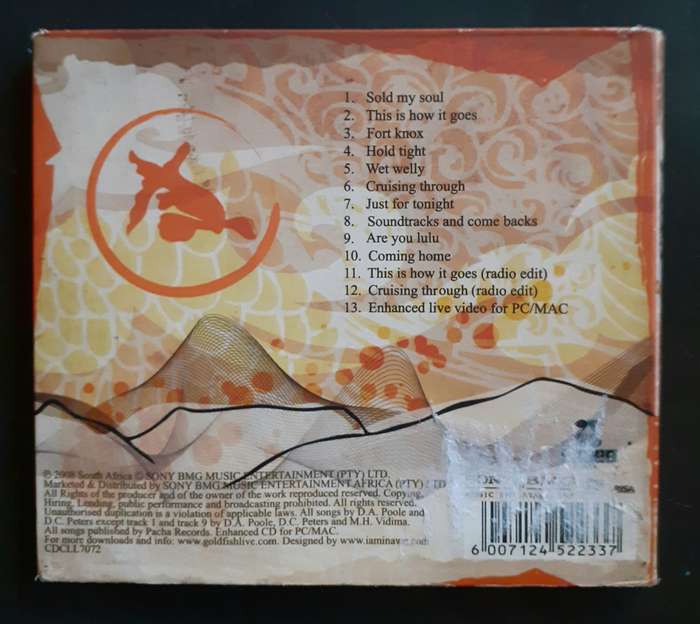 1. Sold my soul
2. This is how it goes
3. Fort knox
4. Hold tight
5. Wet welly
6. Cruising through
7. Just for tonight
8. Soundtracks and come backs
9. Are you lulu
10. Coming home
11. This is how it goes (radio edit)
12. Cruising through (radio edit)
13. Enhanced live video for PC/MAC
℗ 2008 South Africa © SONY BMG MUSIC ENTERTAINMENT (PTY) LTD.
Marketed & Distributed by SONY BMG MUSIC ENTERTAINMENT AFRICA (PTY) LTD
All Rights of the producer and of the owner of the work reproduced reserved. Copying,
Hiring, Lending, public performance and broadcasting prohibited. All rights reserved.
Unauthorised duplication is a violation of applicable laws. All songs by D.A. Poole and
D.C. Peters except track 1 and track 9 by D.A. Poole, D.C. Peters and M.H. Vidima.
All songs published by Pacha Records. Enhanced CD for PC/MAC.
For more downloads and info: www.goldfishlive.com. Designed by
CDCLL7072
6 007124 522337